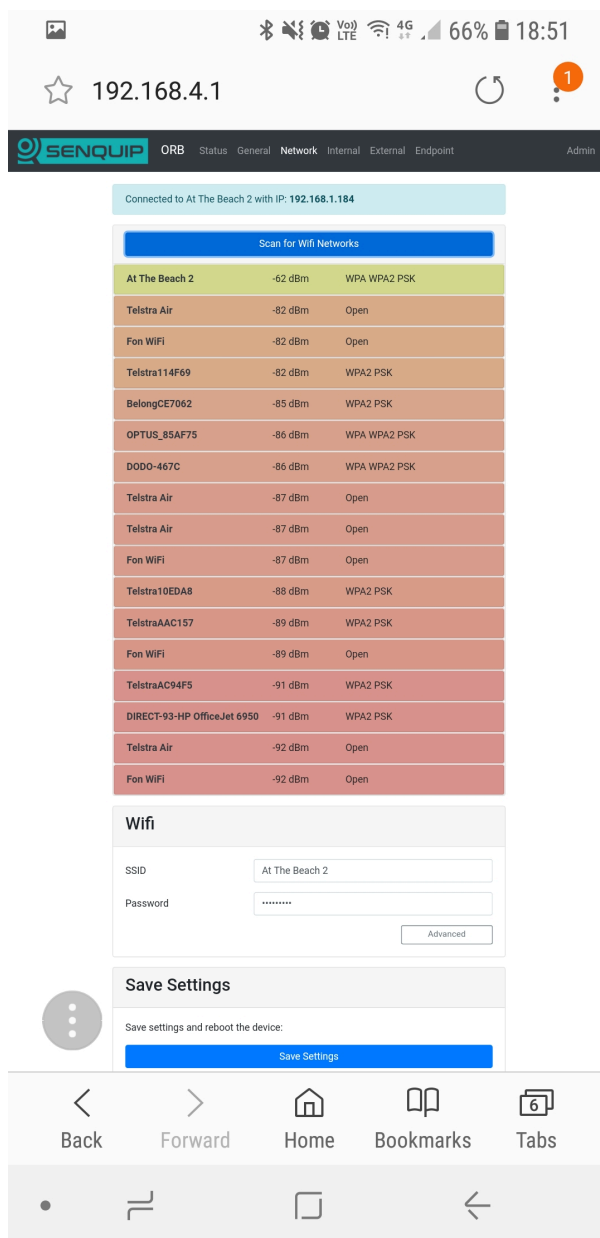 Vo)) LTE 4G 66% 18:51
192.168.4.1
1
SENQUIP ORB Status General Network Internal External Endpoint Admin
Connected to At The Beach 2 with IP: 192.168.1.184
Scan for Wifi Networks
At The Beach 2 -62 dBm WPA WPA2 PSK
Telstra Air -82 dBm Open
Fon WiFi -82 dBm Open
Telstra114F69 -82 dBm WPA2 PSK
BelongCE7062 -85 dBm WPA2 PSK
OPTUS_85AF75 -86 dBm WPA WPA2 PSK
DODO-467C -86 dBm WPA WPA2 PSK
Telstra Air -87 dBm Open
Telstra Air -87 dBm Open
Fon WiFi -87 dBm Open
Telstra10EDA8 -88 dBm WPA2 PSK
TelstraAAC157 -89 dBm WPA2 PSK
Fon WiFi -89 dBm Open
TelstraAC94F5 -91 dBm WPA2 PSK
DIRECT-93-HP OfficeJet 6950 -91 dBm WPA2 PSK
Telstra Air -92 dBm Open
Fon WiFi -92 dBm Open
Wifi
SSID At The Beach 2
Password •••••••••
Advanced
Save Settings
Save settings and reboot the device:
Save Settings
6
Back Forward Home Bookmarks Tabs